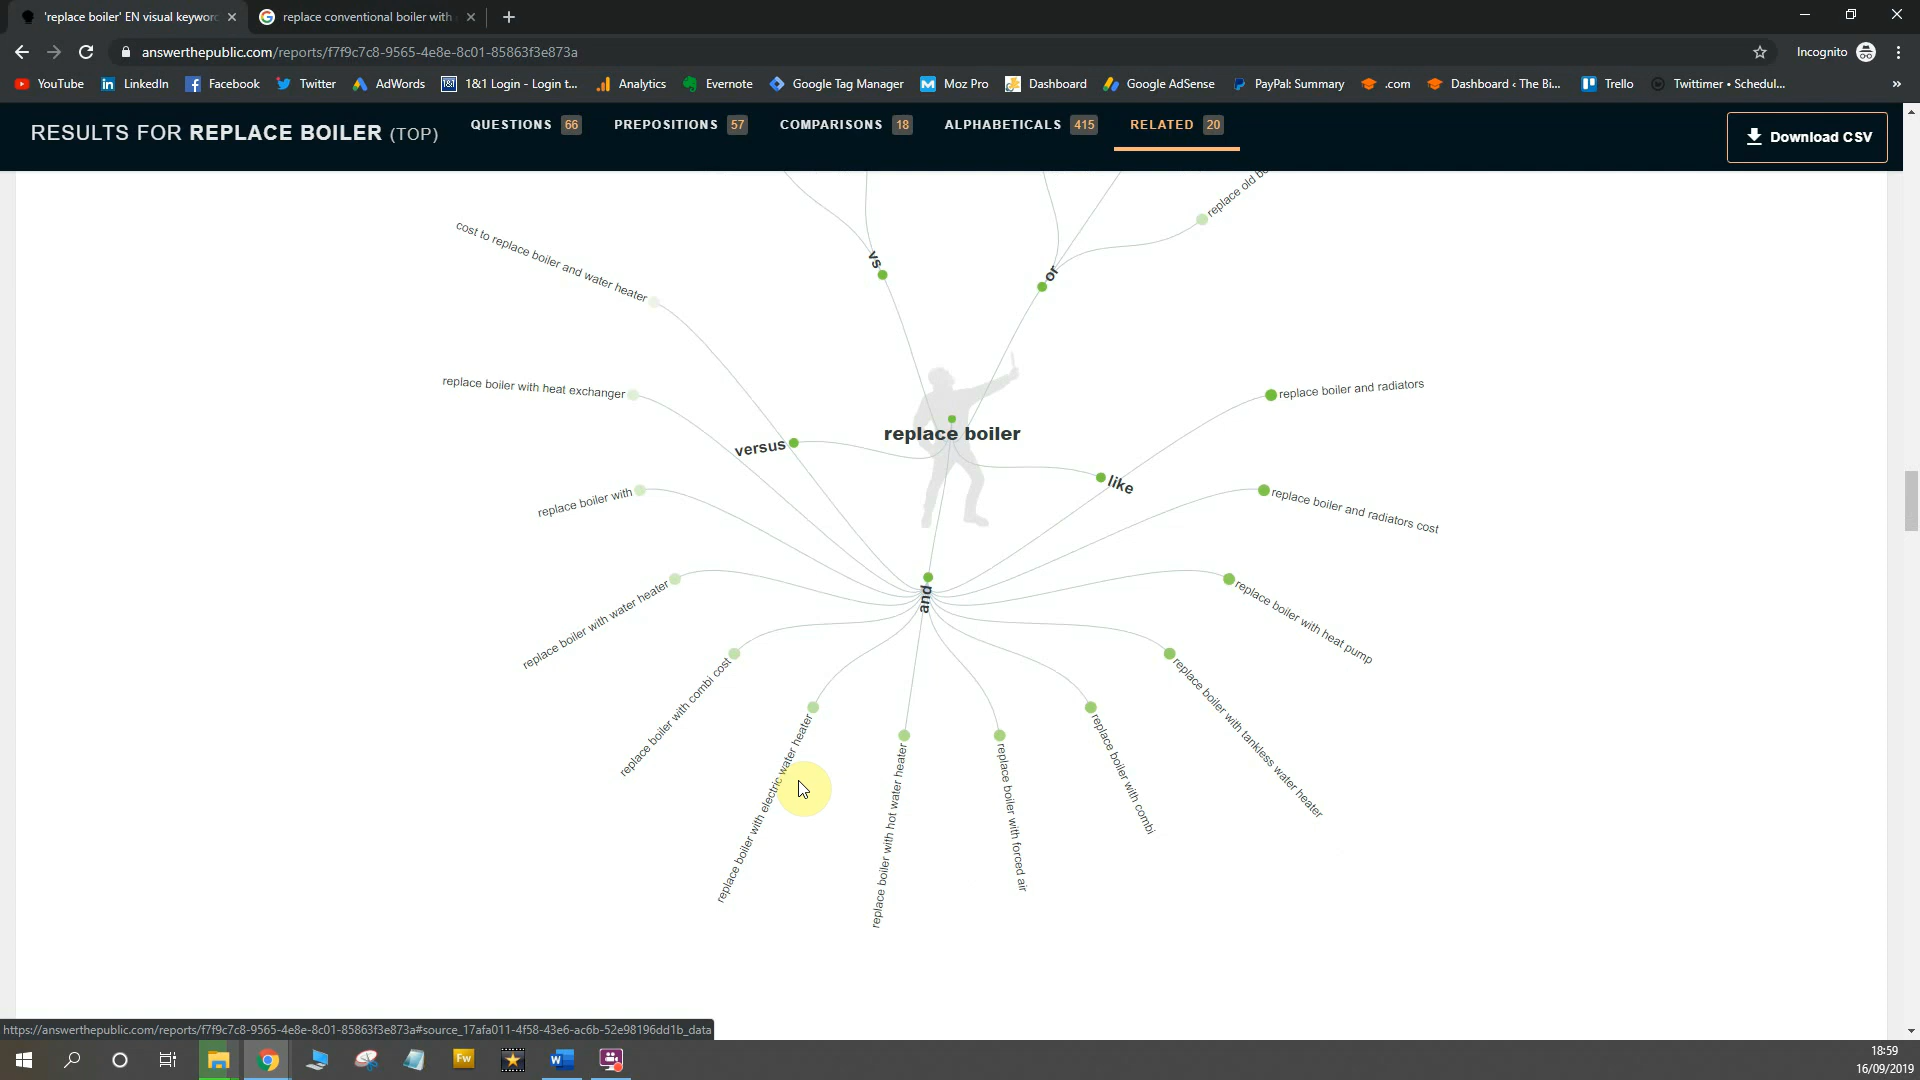 'replace boiler' EN visual keywor
replace conventional boiler with
answerthepublic.com/reports/f7f9c7c8-9565-4e8e-8c01-85863f3e873a
Incognito
YouTube
LinkedIn
Facebook
Twitter
AdWords
1&1 Login - Login t...
Analytics
Evernote
Google Tag Manager
Moz Pro
Dashboard
Google AdSense
PayPal: Summary
.com
Dashboard ‹ The Bi...
Trello
Twittimer • Schedul...
»
RESULTS FOR REPLACE BOILER (TOP)
QUESTIONS 66
PREPOSITIONS 57
COMPARISONS 18
ALPHABETICALS 415
RELATED 20
Download CSV
replace old bo
cost to replace boiler and water heater
vs
or
replace boiler with heat exchanger
replace boiler and radiators
replace boiler
versus
like
replace boiler with
replace boiler and radiators cost
and
replace boiler with water heater
replace boiler with heat pump
replace boiler with combi cost
replace boiler with tankless water heater
replace boiler with electric water heater
replace boiler with hot water heater
replace boiler with forced air
replace boiler with combi
https://answerthepublic.com/reports/f7f9c7c8-9565-4e8e-8c01-85863f3e873a#source_17afa011-4f58-43e6-ac6b-52e98196dd1b_data
Fw
W
18:59
16/09/2019